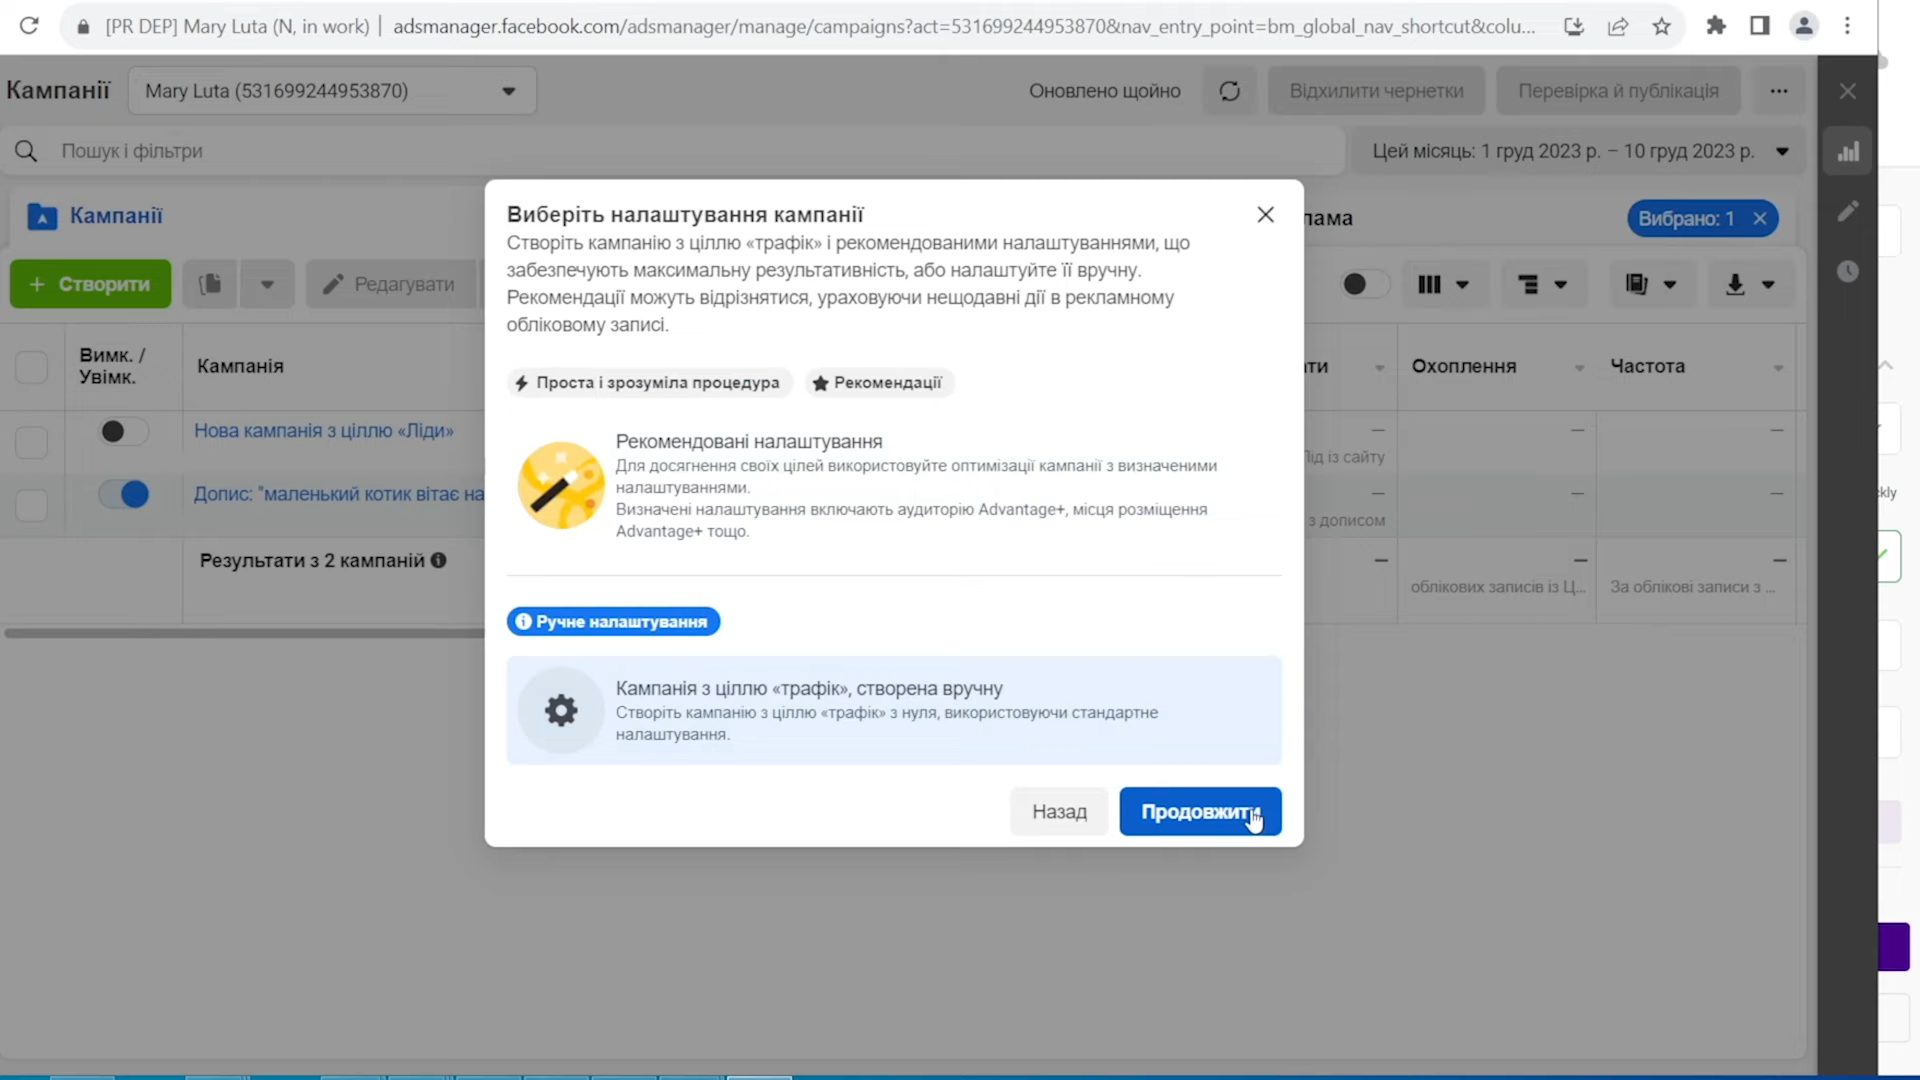 [PR DEP] Mary Luta (N, in work)
adsmanager.facebook.com/adsmanager/manage/campaigns?act=531699244953870&nav_entry_point=bm_global_nav_shortcut&colu...
Кампанії
Mary Luta (531699244953870)
Оновлено щойно
Відхилити чернетки
Перевірка й публікація
Пошук і фільтри
Цей місяць: 1 груд 2023 р. – 10 груд 2023 р.
Кампанії
лама
Вибрано: 1
+ Створити
Редагувати
Вимк. /
Увімк.
Кампанія
ти
Охоплення
Частота
Нова кампанія з ціллю «Ліди»
—
—
—
Лід із сайту
Допис: "маленький котик вітає на
—
—
—
з дописом
Результати з 2 кампаній
—
—
—
облікових записів із Ц...
За облікові записи з ...
Виберіть налаштування кампанії
Створіть кампанію з ціллю «трафік» і рекомендованими налаштуваннями, що
забезпечують максимальну результативність, або налаштуйте її вручну.
Рекомендації можуть відрізнятися, ураховуючи нещодавні дії в рекламному
обліковому записі.
Проста і зрозуміла процедура
Рекомендації
Рекомендовані налаштування
Для досягнення своїх цілей використовуйте оптимізації кампанії з визначеними
налаштуваннями.
Визначені налаштування включають аудиторію Advantage+, місця розміщення
Advantage+ тощо.
Ручне налаштування
Кампанія з ціллю «трафік», створена вручну
Створіть кампанію з ціллю «трафік» з нуля, використовуючи стандартне
налаштування.
Назад
Продовжити
kly